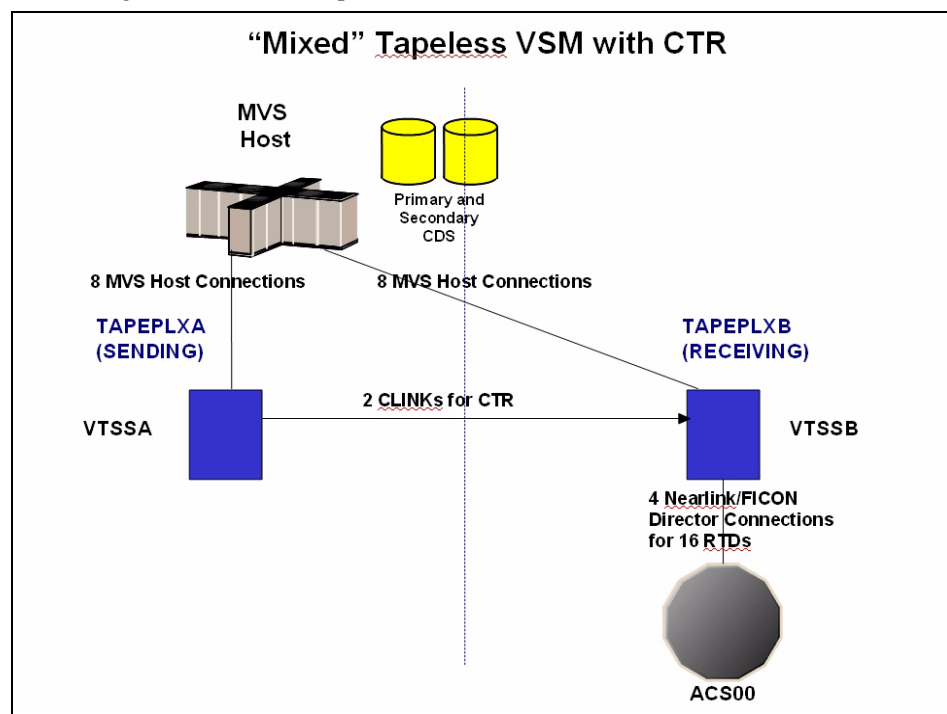 “Mixed” Tapeless VSM with CTR
MVS
Host
Primary and
Secondary
CDS
8 MVS Host Connections
8 MVS Host Connections
TAPEPLXA
(SENDING)
TAPEPLXB
(RECEIVING)
2 CLINKs for CTR
VTSSA
VTSSB
4 Nearlink/FICON
Director Connections
for 16 RTDs
ACS00